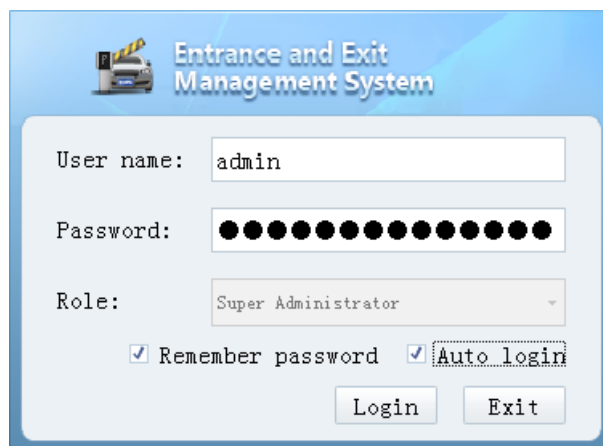 Entrance and Exit
Management System
User name: admin
Password: ●●●●●●●●●●●●●●
Role: Super Administrator
Remember password Auto login
Login Exit